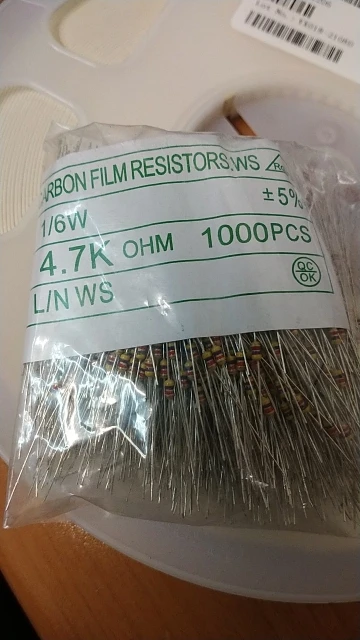 ARBON FILM RESISTORS WS
1/6W ±5%
4.7K OHM 1000PCS
L/N WS
QC
OK